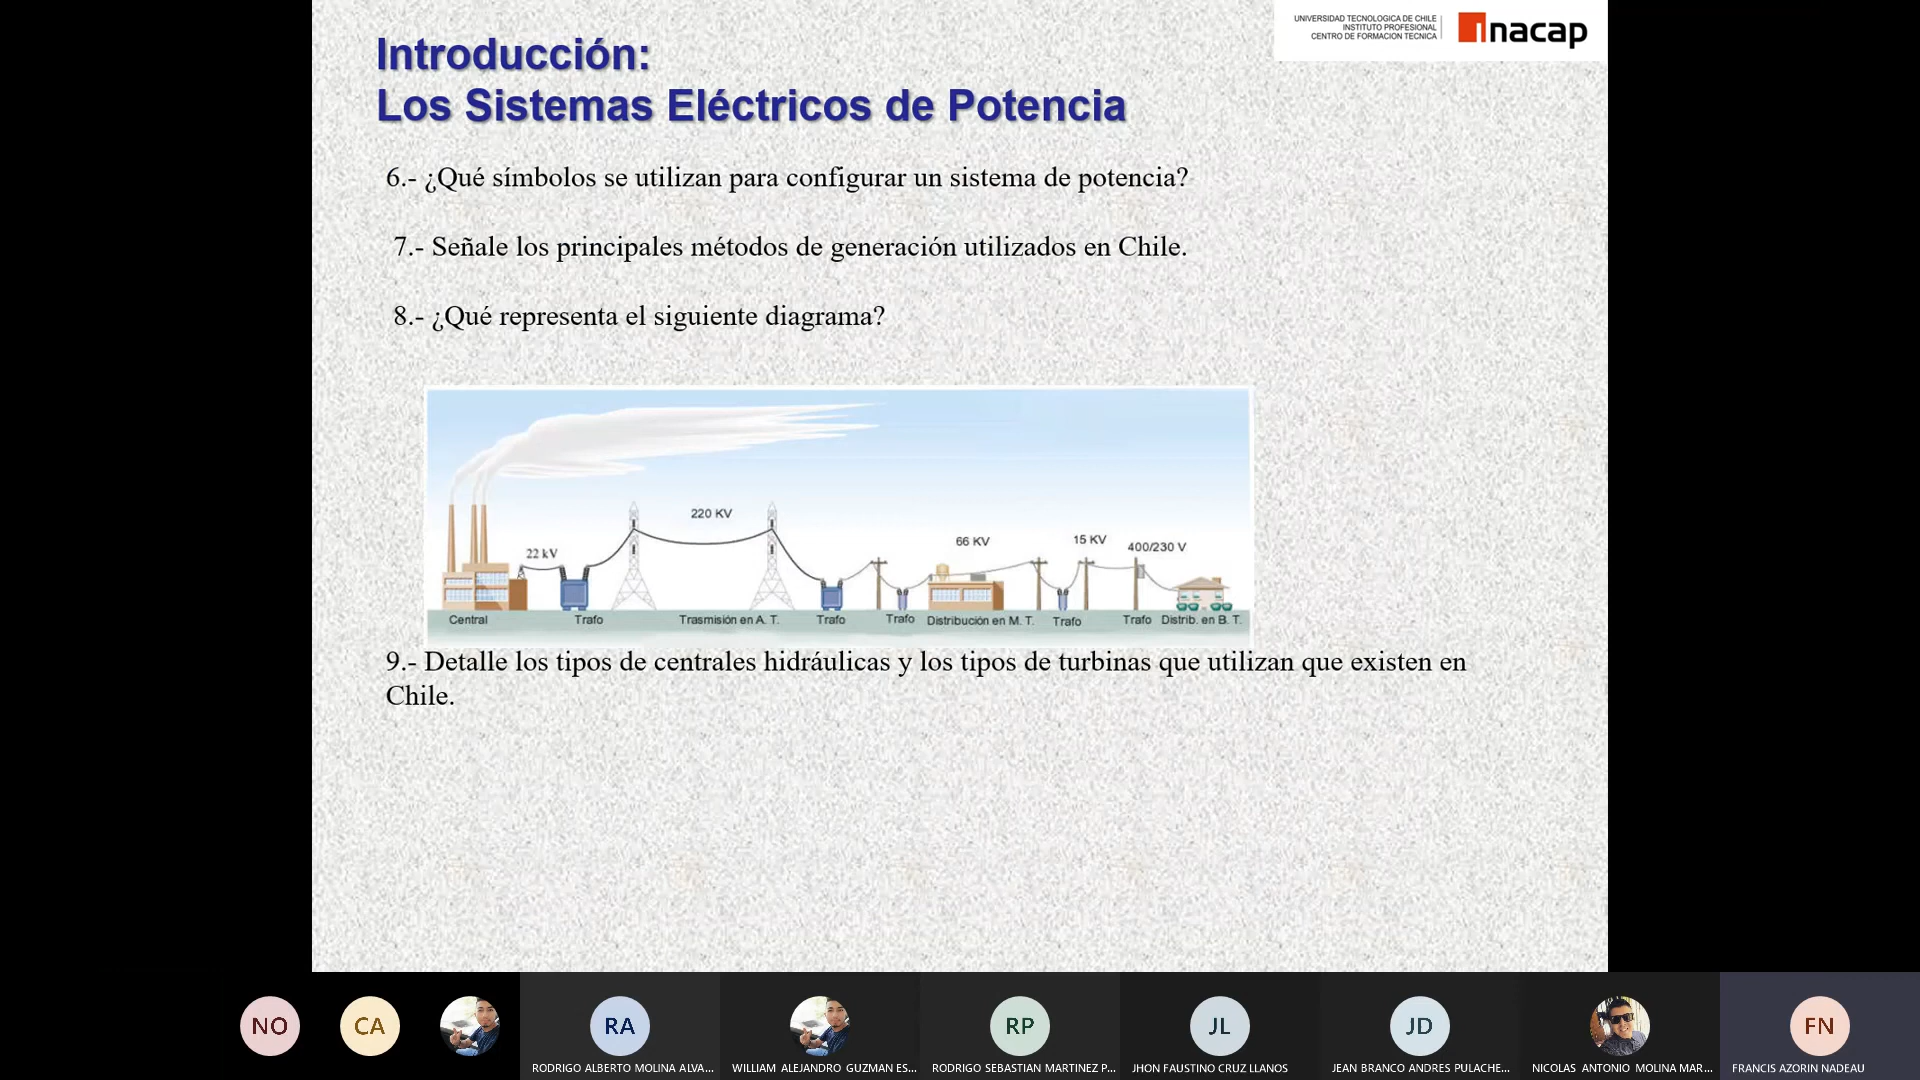 UNIVERSIDAD TECNOLOGICA DE CHILE
INSTITUTO PROFESIONAL
CENTRO DE FORMACION TECNICA
inacap
Introducción:
Los Sistemas Eléctricos de Potencia
6.- ¿Qué símbolos se utilizan para configurar un sistema de potencia?
7.- Señale los principales métodos de generación utilizados en Chile.
8.- ¿Qué representa el siguiente diagrama?
220 KV
66 KV
15 KV
400/230 V
22 kV
Central
Trafo
Trasmisión en A. T.
Trafo
Trafo
Distribución en M. T.
Trafo
Trafo
Distrib. en B. T.
9.- Detalle los tipos de centrales hidráulicas y los tipos de turbinas que utilizan que existen en
Chile.
NO
CA
RA
RP
JL
JD
FN
RODRIGO ALBERTO MOLINA ALVA...
WILLIAM ALEJANDRO GUZMAN ES...
RODRIGO SEBASTIAN MARTINEZ P...
JHON FAUSTINO CRUZ LLANOS
JEAN BRANCO ANDRES PULACHE...
NICOLAS ANTONIO MOLINA MAR...
FRANCIS AZORIN NADEAU